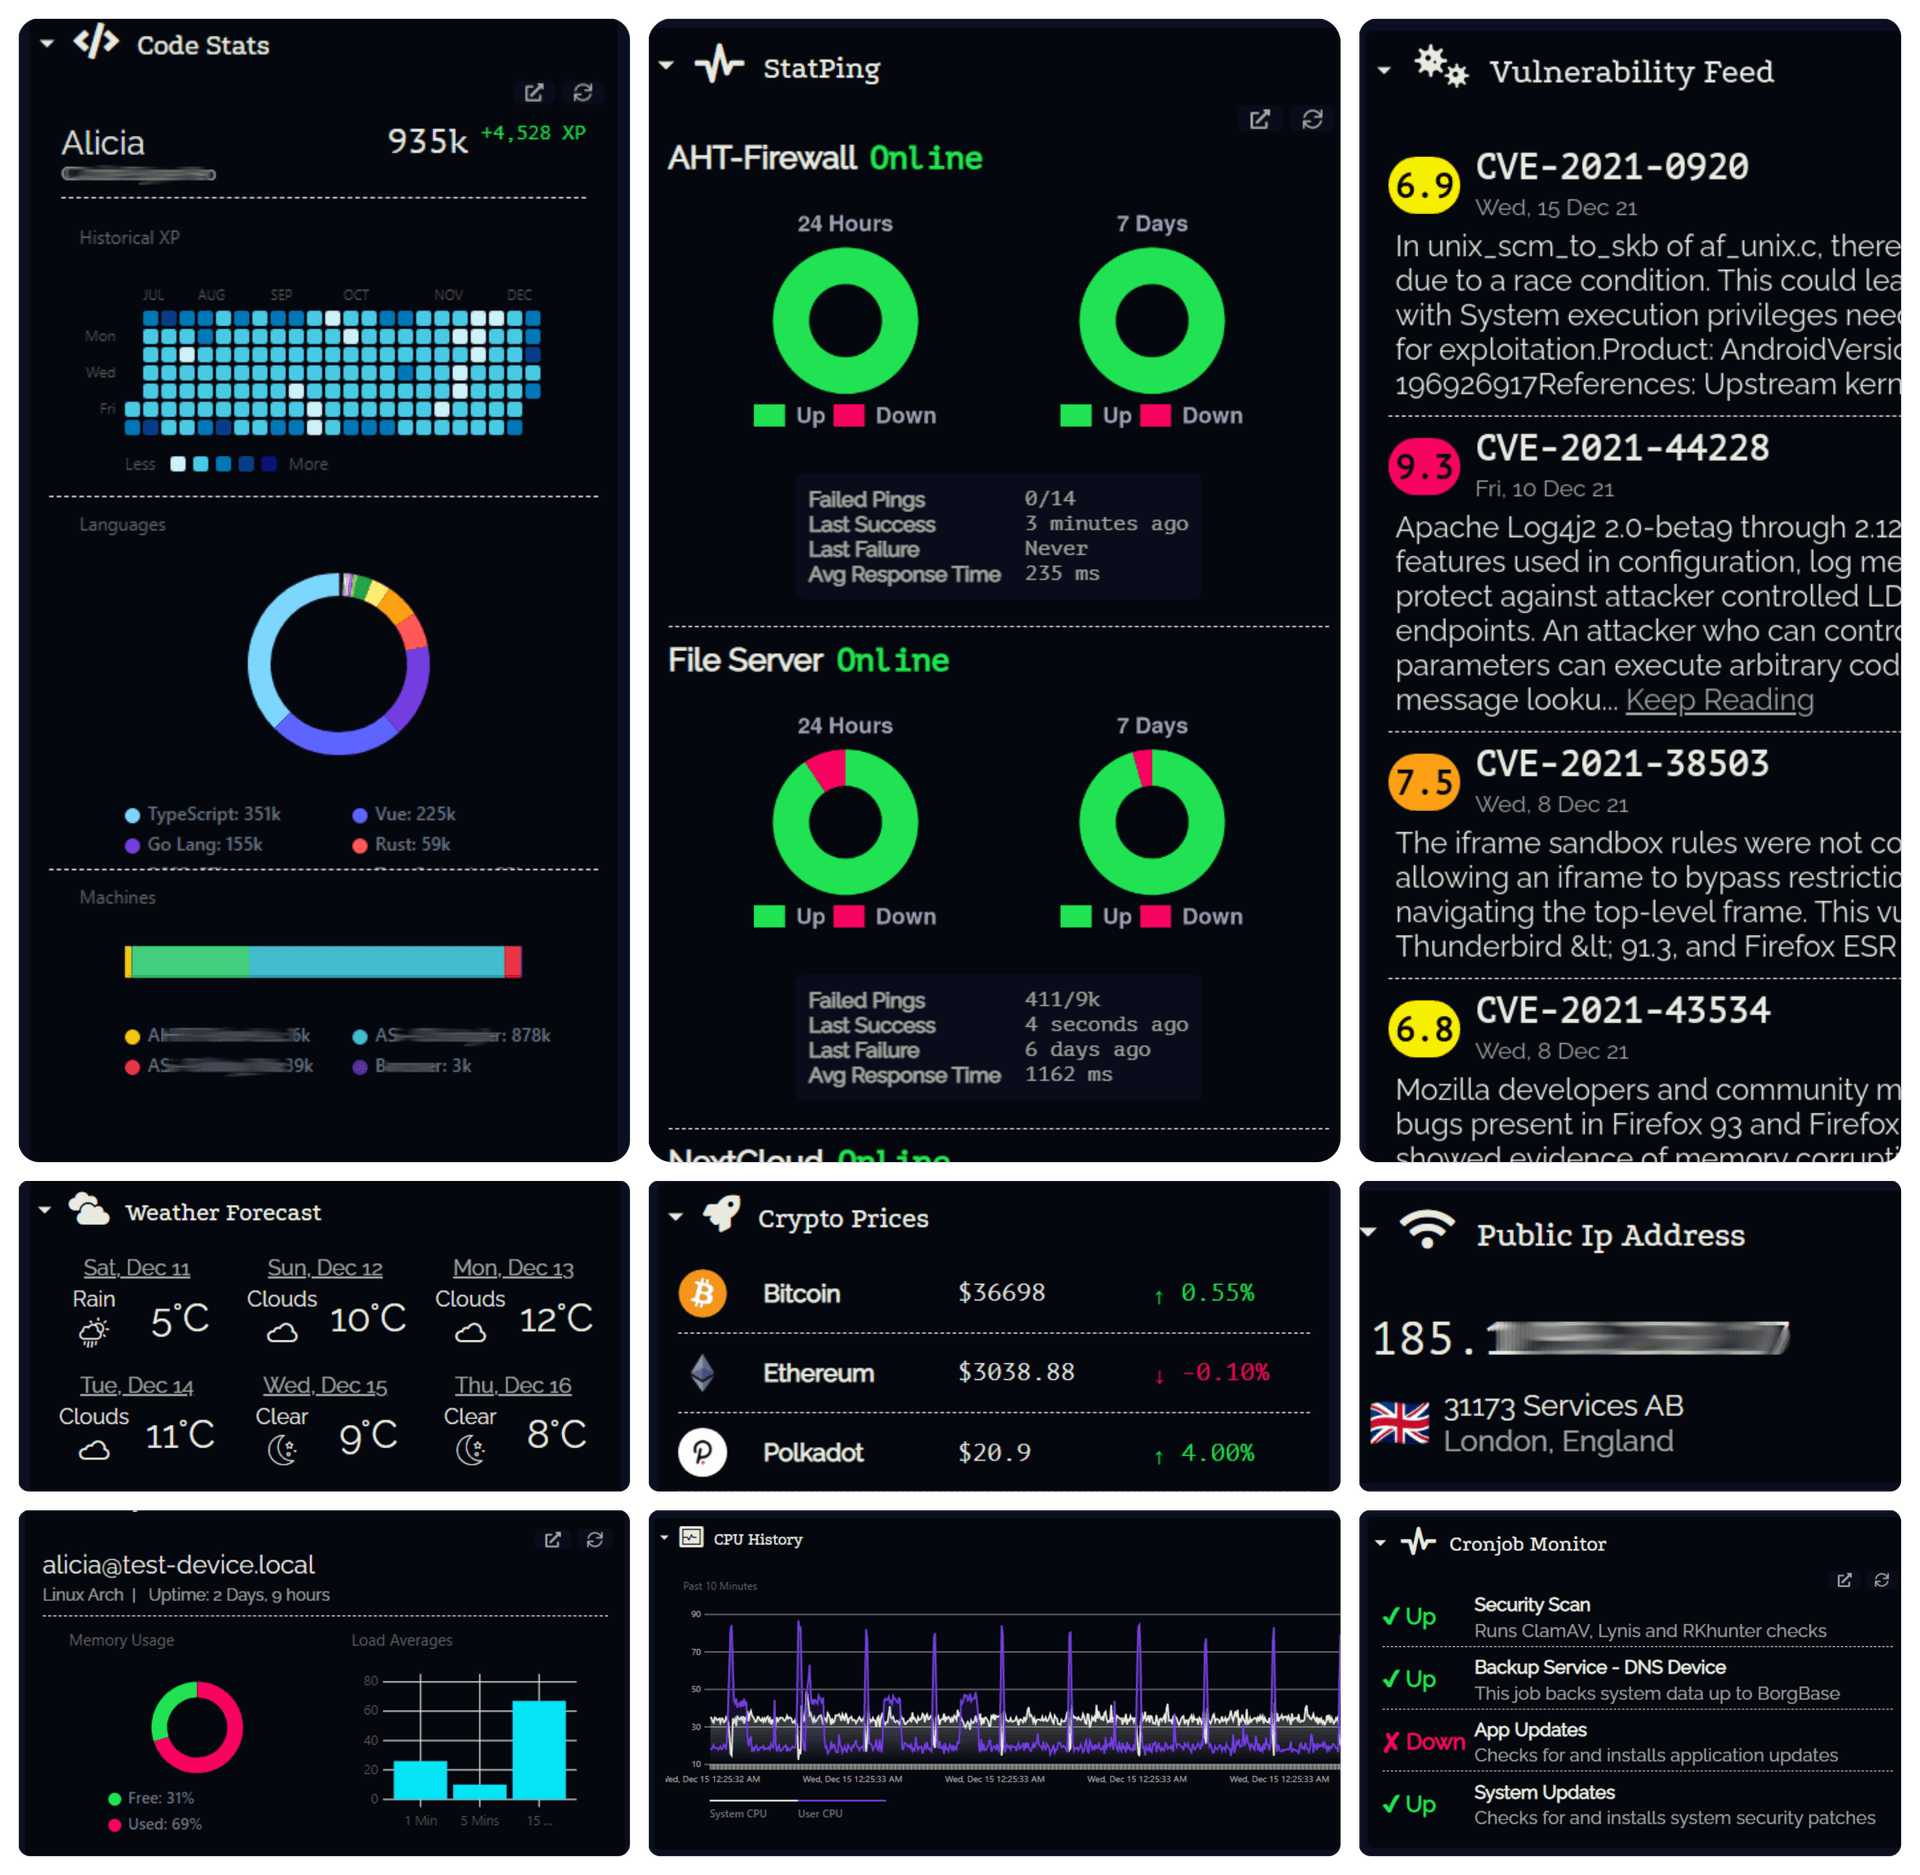 Code Stats
Alicia
935k +4,528 XP
Historical XP
JUL AUG SEP OCT NOV DEC
Mon
Wed
Fri
Less More
Languages
TypeScript: 351k
Vue: 225k
Go Lang: 155k
Rust: 59k
Machines
878k
39k
3k
StatPing
AHT-Firewall Online
24 Hours
7 Days
Up Down
Up Down
Failed Pings 0/14
Last Success 3 minutes ago
Last Failure Never
Avg Response Time 235 ms
File Server Online
24 Hours
7 Days
Up Down
Up Down
Failed Pings 411/9k
Last Success 4 seconds ago
Last Failure 6 days ago
Avg Response Time 1162 ms
NextCloud Online
Vulnerability Feed
6.9 CVE-2021-0920
Wed, 15 Dec 21
In unix_scm_to_skb of af_unix.c, there
due to a race condition. This could lea
with System execution privileges need
for exploitation.Product: AndroidVersio
196926917References: Upstream kern
9.3 CVE-2021-44228
Fri, 10 Dec 21
Apache Log4j2 2.0-beta9 through 2.12
features used in configuration, log me
protect against attacker controlled LD
endpoints. An attacker who can contro
parameters can execute arbitrary cod
message looku... Keep Reading
7.5 CVE-2021-38503
Wed, 8 Dec 21
The iframe sandbox rules were not co
allowing an iframe to bypass restrictio
navigating the top-level frame. This vu
Thunderbird &lt; 91.3, and Firefox ESR
6.8 CVE-2021-43534
Wed, 8 Dec 21
Mozilla developers and community m
bugs present in Firefox 93 and Firefox
showed evidence of memory corrupti
Weather Forecast
Sat, Dec 11
Rain
5°C
Sun, Dec 12
Clouds
10°C
Mon, Dec 13
Clouds
12°C
Tue, Dec 14
Clouds
11°C
Wed, Dec 15
Clear
9°C
Thu, Dec 16
Clear
8°C
Crypto Prices
Bitcoin $36698 ↑ 0.55%
Ethereum $3038.88 ↓ -0.10%
Polkadot $20.9 ↑ 4.00%
Public Ip Address
185.
31173 Services AB
London, England
alicia@test-device.local
Linux Arch | Uptime: 2 Days, 9 hours
Memory Usage
Free: 31%
Used: 69%
Load Averages
80
60
40
20
0
1 Min 5 Mins 15 ...
CPU History
Past 10 Minutes
90
70
50
30
10
Wed, Dec 15 12:25:32 AM Wed, Dec 15 12:25:33 AM Wed, Dec 15 12:25:33 AM Wed, Dec 15 12:25:33 AM Wed, Dec 15 12:25:33 AM
System CPU User CPU
Cronjob Monitor
✓ Up Security Scan
Runs ClamAV, Lynis and RKhunter checks
✓ Up Backup Service - DNS Device
This job backs system data up to BorgBase
✗ Down App Updates
Checks for and installs application updates
✓ Up System Updates
Checks for and installs system security patches